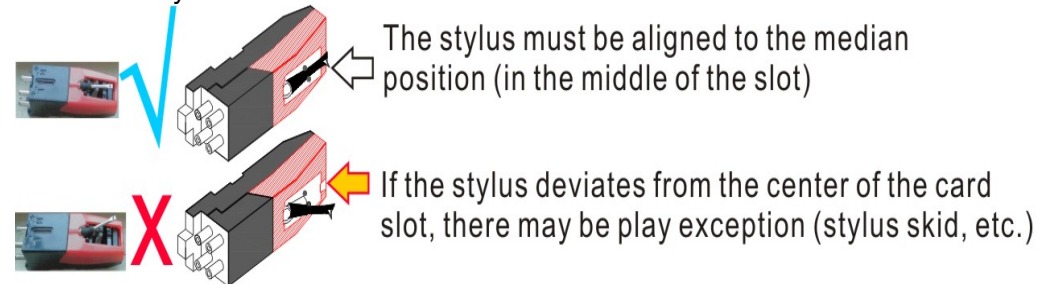 The stylus must be aligned to the median
position (in the middle of the slot)
If the stylus deviates from the center of the card
slot, there may be play exception (stylus skid, etc.)